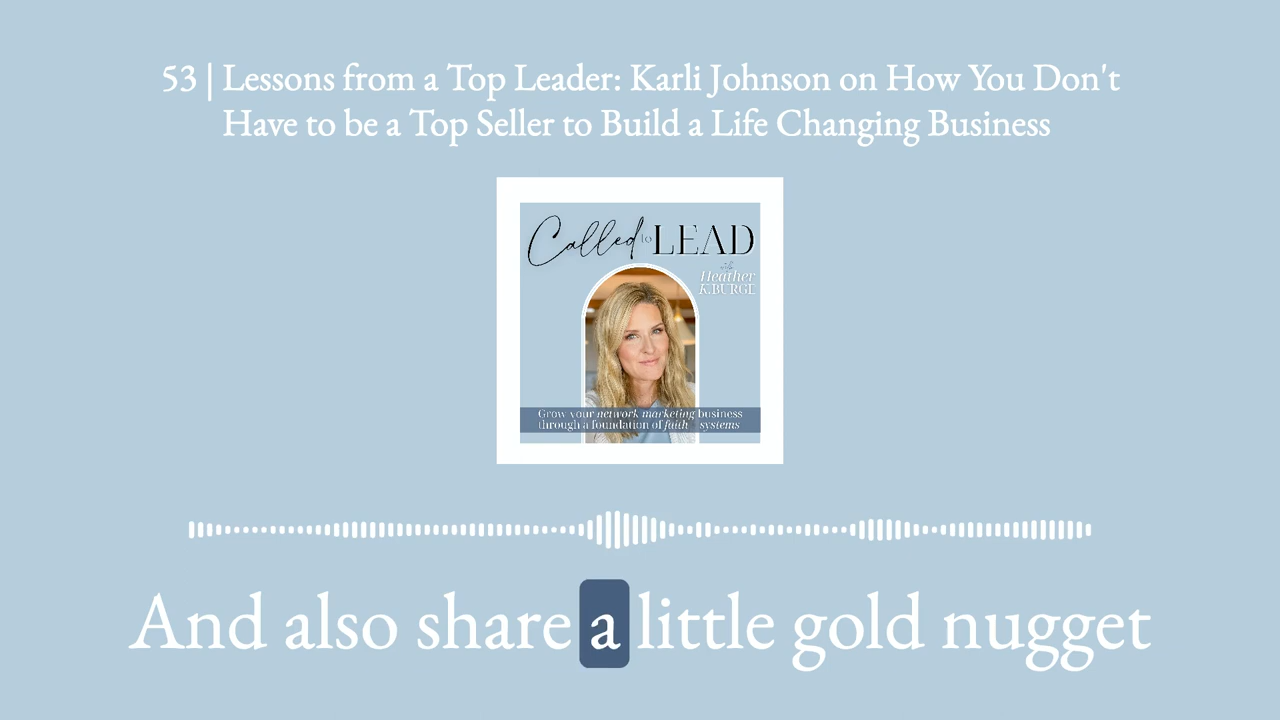 53 | Lessons from a Top Leader: Karli Johnson on How You Don't
Have to be a Top Seller to Build a Life Changing Business
Called to LEAD
with
Heather
K.BURGE
Grow your network marketing business
through a foundation of faith + systems
And also share a little gold nugget